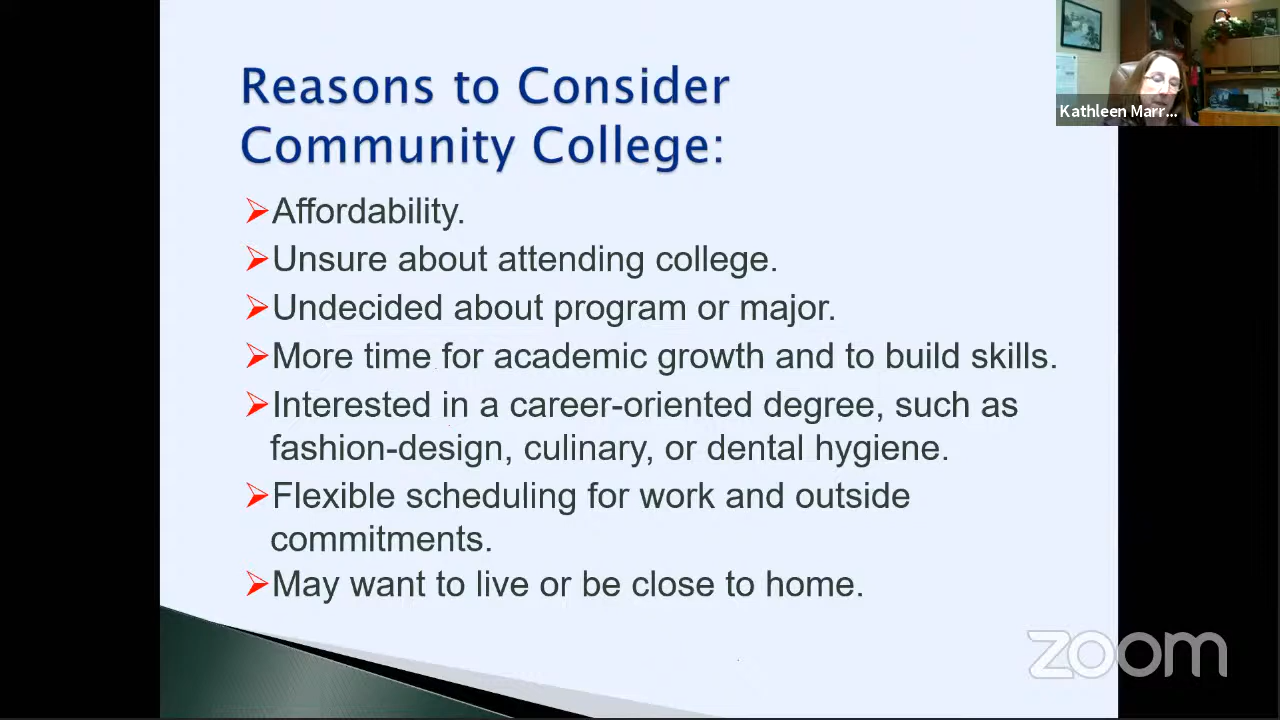 Reasons to Consider
Community College:
Affordability.
Unsure about attending college.
Undecided about program or major.
More time for academic growth and to build skills.
Interested in a career-oriented degree, such as
fashion-design, culinary, or dental hygiene.
Flexible scheduling for work and outside
commitments.
May want to live or be close to home.
Kathleen Marr...
zoom